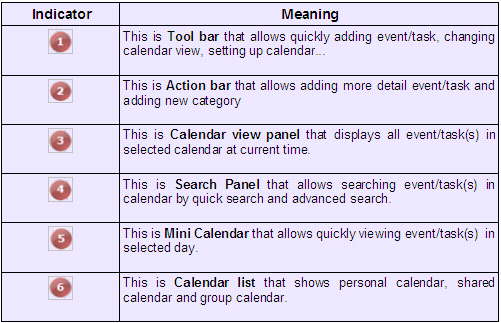 Indicator Meaning
1 This is Tool bar that allows quickly adding event/task, changing
calendar view, setting up calendar...
2 This is Action bar that allows adding more detail event/task and
adding new category
3 This is Calendar view panel that displays all event/task(s) in
selected calendar at current time.
4 This is Search Panel that allows searching event/task(s) in
calendar by quick search and advanced search.
5 This is Mini Calendar that allows quickly viewing event/task(s) in
selected day.
6 This is Calendar list that shows personal calendar, shared
calendar and group calendar.